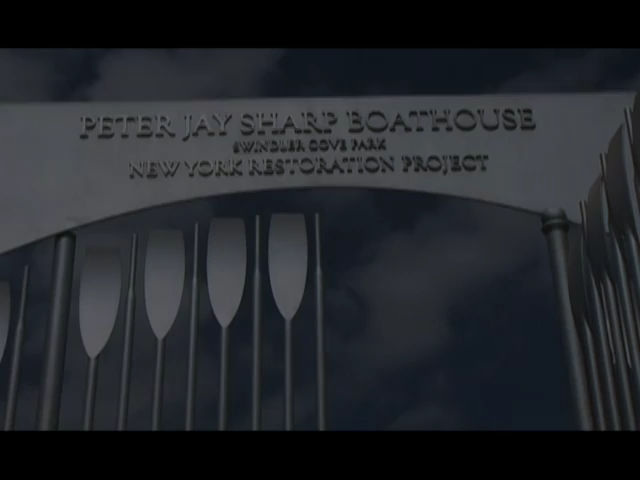 PETER JAY SHARP BOATHOUSE
SWINDLER COVE PARK
NEW YORK RESTORATION PROJECT